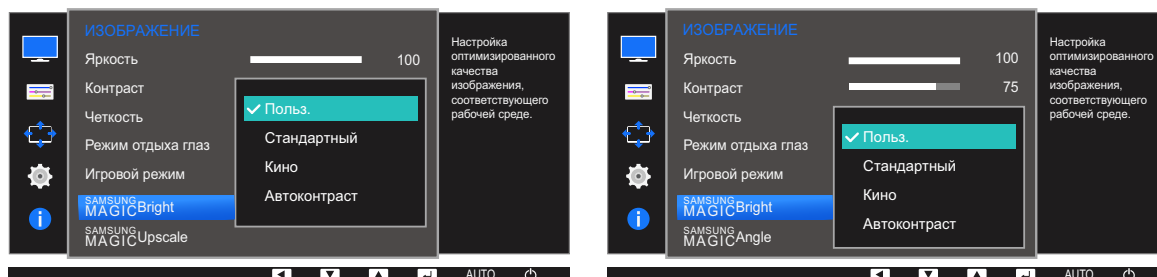 ИЗОБРАЖЕНИЕ
Яркость 100
Контраст
Четкость
Режим отдыха глаз
Игровой режим
SAMSUNG
MAGICBright
SAMSUNG
MAGICUpscale
Польз.
Стандартный
Кино
Автоконтраст
Настройка
оптимизированного
качества
изображения,
соответствующего
рабочей среде.
AUTO
ИЗОБРАЖЕНИЕ
Яркость 100
Контраст 75
Четкость
Режим отдыха глаз
Игровой режим
SAMSUNG
MAGICBright
SAMSUNG
MAGICAngle
Польз.
Стандартный
Кино
Автоконтраст
Настройка
оптимизированного
качества
изображения,
соответствующего
рабочей среде.
AUTO